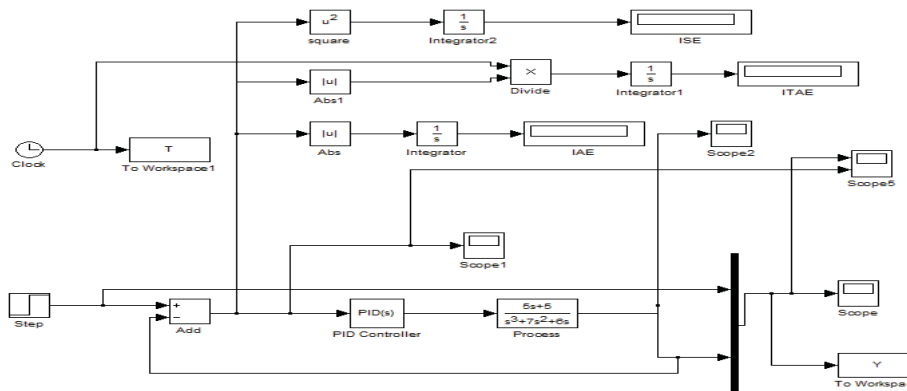 u²
square
1
s
Integrator2
ISE
|u|
Abs1
×
Divide
1
s
Integrator1
ITAE
Clock
T
To Workspace1
|u|
Abs
1
s
Integrator
IAE
Scope2
Scope5
Scope1
Step
+
−
Add
PID(s)
PID Controller
5s+5
s³+7s²+6s
Process
Scope
Y
To Workspac